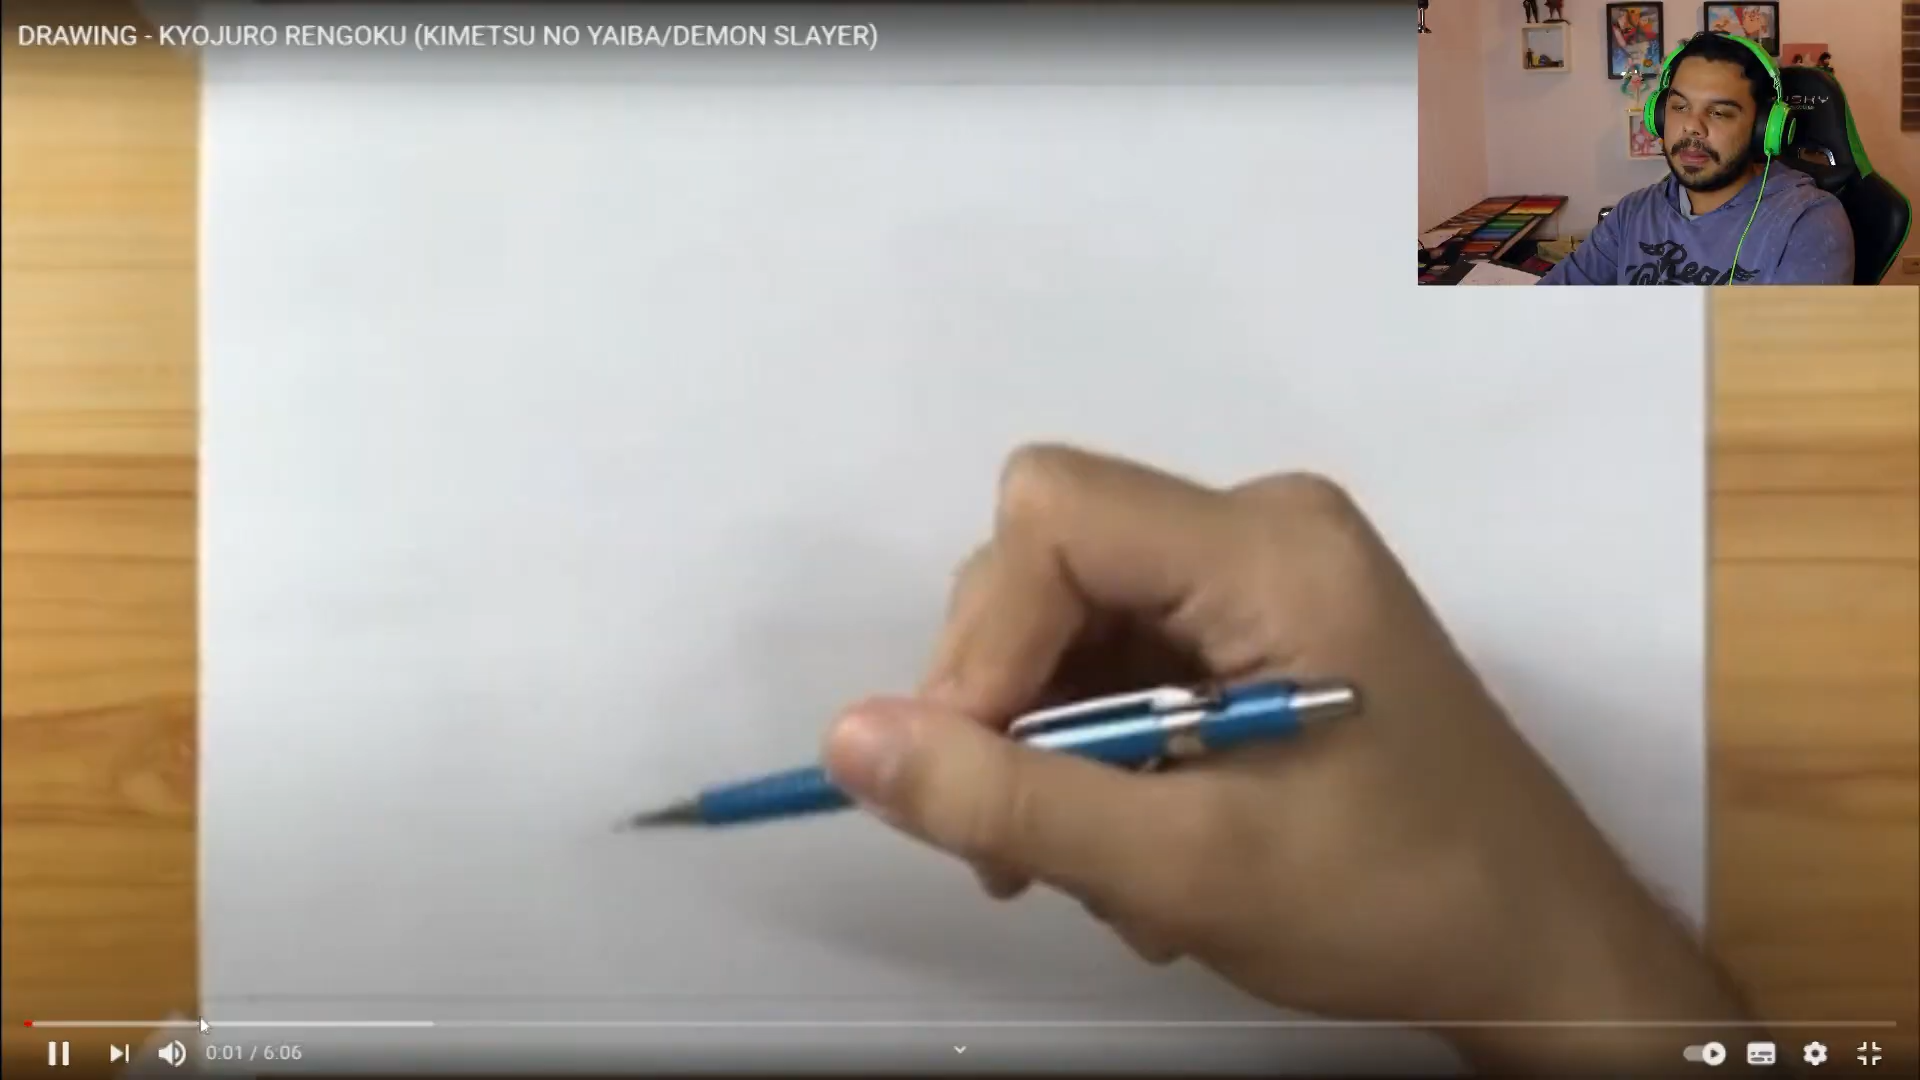 DRAWING - KYOJURO RENGOKU (KIMETSU NO YAIBA/DEMON SLAYER)
0:01 / 6:06